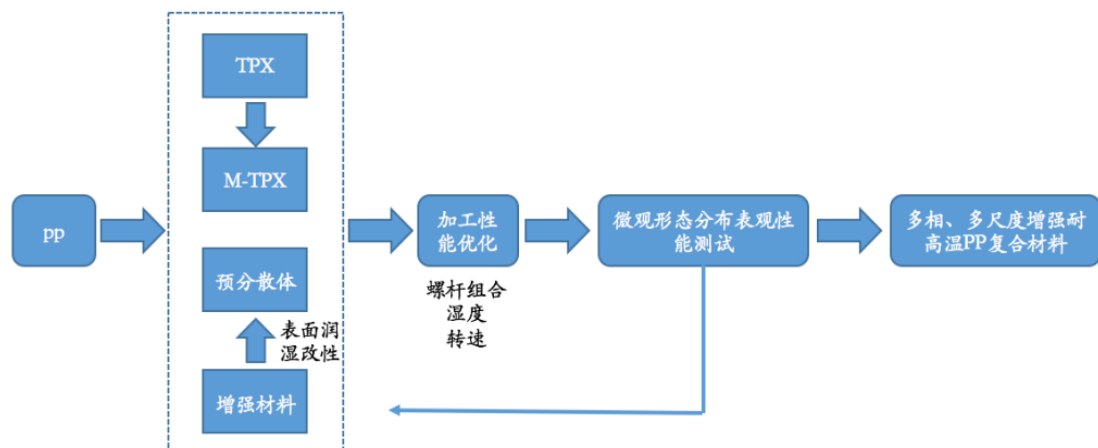 TPX
M-TPX
pp
预分散体
表面润
湿改性
增强材料
加工性
能优化
螺杆组合
湿度
转速
微观形态分布表观性
能测试
多相、多尺度增强耐
高温PP复合材料